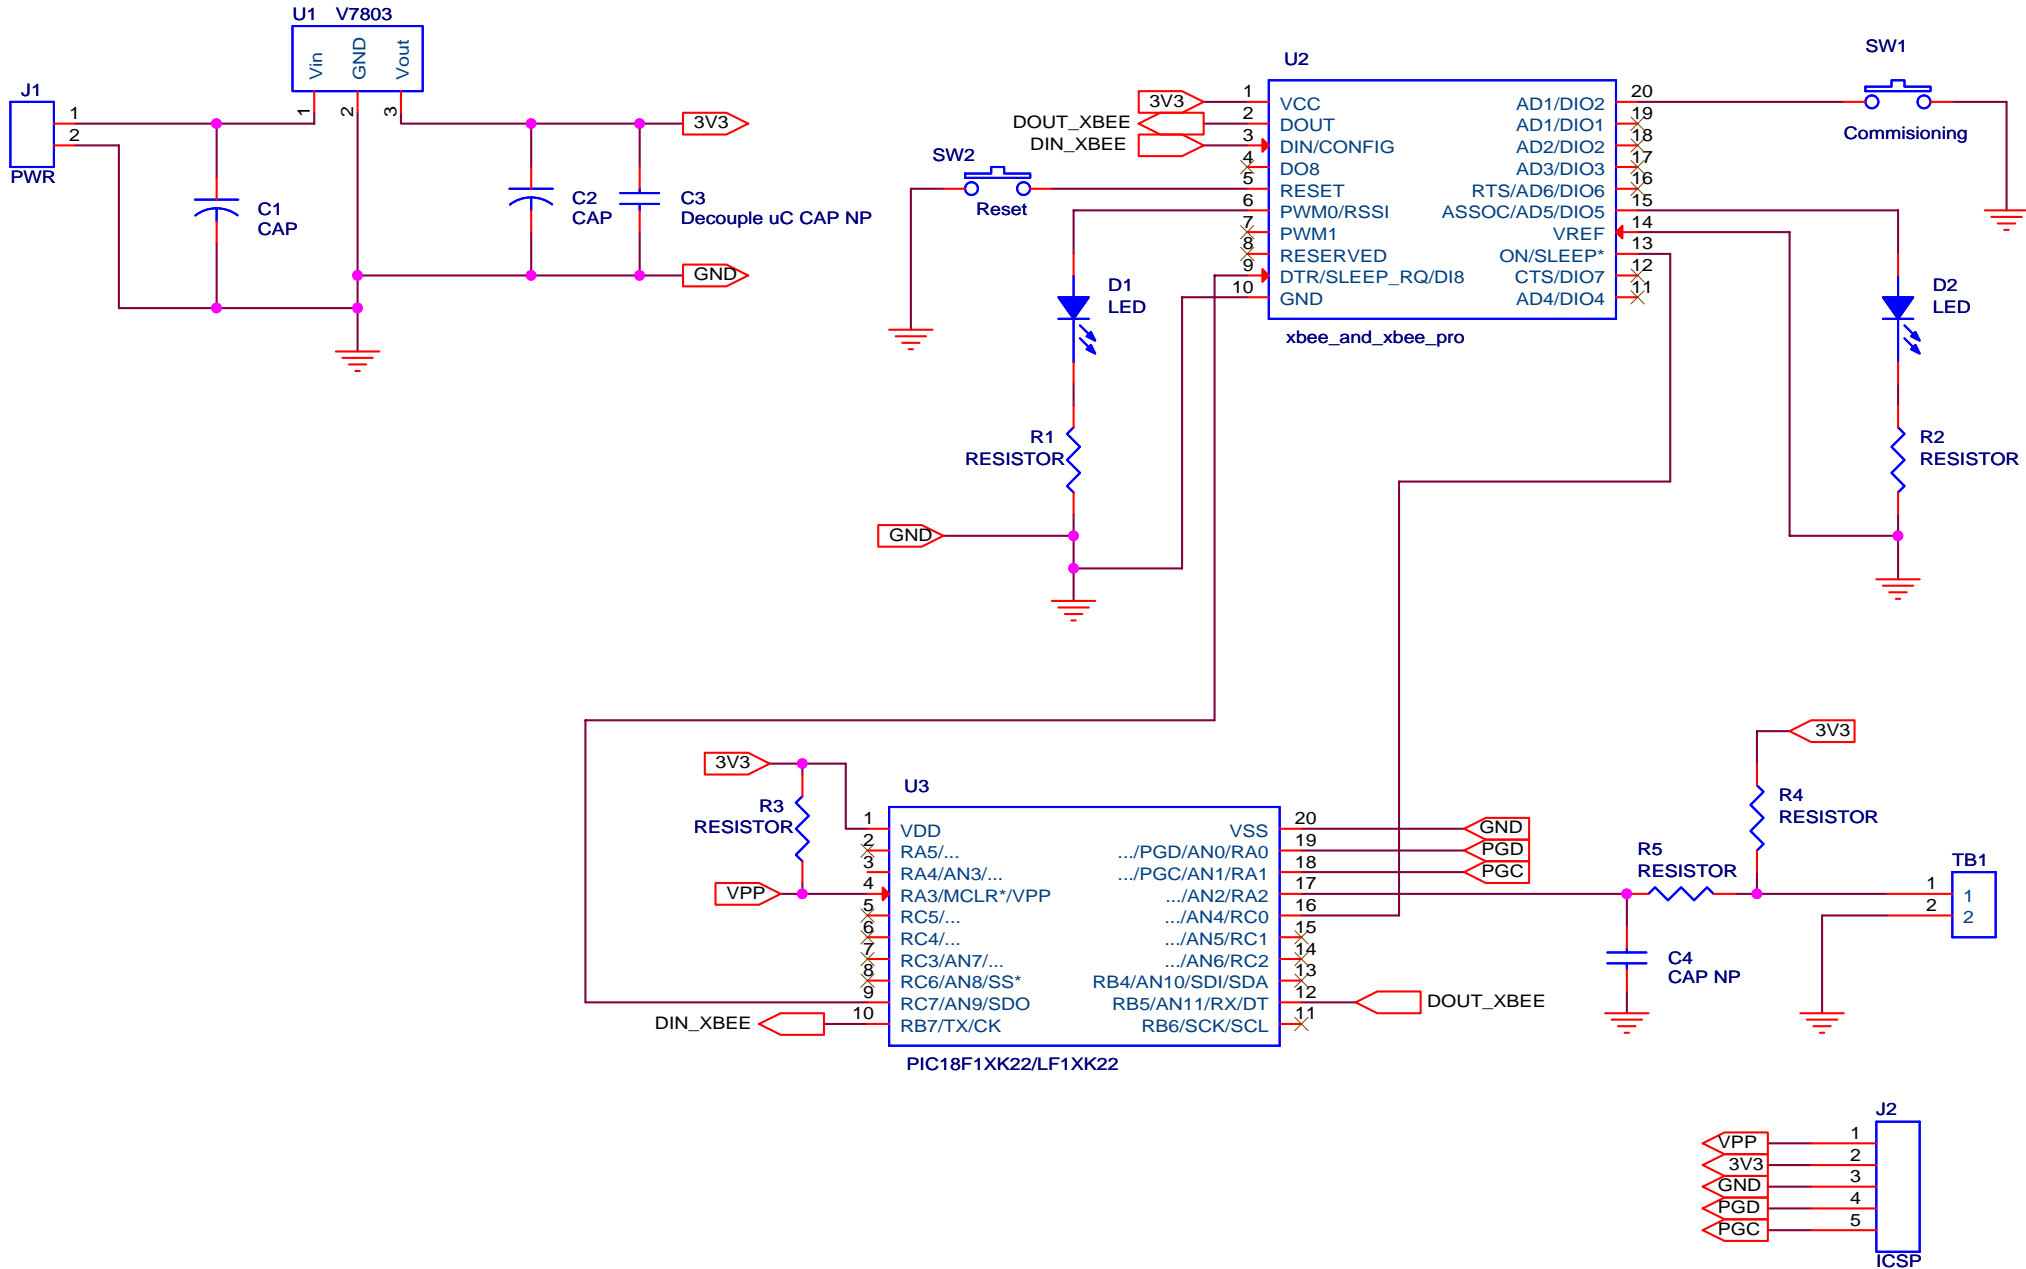 U1 V7803
Vin
GND
Vout
1
2
3
J1
1
2
PWR
C1
CAP
C2
CAP
C3
Decouple uC CAP NP
3V3
GND
U2
3V3
DOUT_XBEE
DIN_XBEE
1 VCC
2 DOUT
3 DIN/CONFIG
4 DO8
5 RESET
6 PWM0/RSSI
7 PWM1
8 RESERVED
9 DTR/SLEEP_RQ/DI8
10 GND
AD1/DIO2 20
AD1/DIO1 19
AD2/DIO2 18
AD3/DIO3 17
RTS/AD6/DIO6 16
ASSOC/AD5/DIO5 15
VREF 14
ON/SLEEP* 13
CTS/DIO7 12
AD4/DIO4 11
xbee_and_xbee_pro
SW1
Commisioning
SW2
Reset
D1
LED
R1
RESISTOR
GND
D2
LED
R2
RESISTOR
3V3
R3
RESISTOR
VPP
DIN_XBEE
U3
1 VDD
2 RA5/...
3 RA4/AN3/...
4 RA3/MCLR*/VPP
5 RC5/...
6 RC4/...
7 RC3/AN7/...
8 RC6/AN8/SS*
9 RC7/AN9/SDO
10 RB7/TX/CK
VSS 20
.../PGD/AN0/RA0 19
.../PGC/AN1/RA1 18
.../AN2/RA2 17
.../AN4/RC0 16
.../AN5/RC1 15
.../AN6/RC2 14
RB4/AN10/SDI/SDA 13
RB5/AN11/RX/DT 12
RB6/SCK/SCL 11
PIC18F1XK22/LF1XK22
GND
PGD
PGC
DOUT_XBEE
3V3
R4
RESISTOR
R5
RESISTOR
C4
CAP NP
TB1
1 1
2 2
J2
VPP 1
3V3 2
GND 3
PGD 4
PGC 5
ICSP